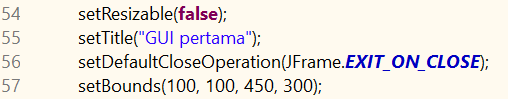 54 setResizable(false);
55 setTitle("GUI pertama");
56 setDefaultCloseOperation(JFrame.EXIT_ON_CLOSE);
57 setBounds(100, 100, 450, 300);